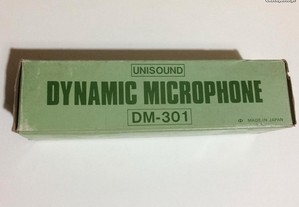 UNISOUND
DYNAMIC MICROPHONE
DM-301
MADE IN JAPAN